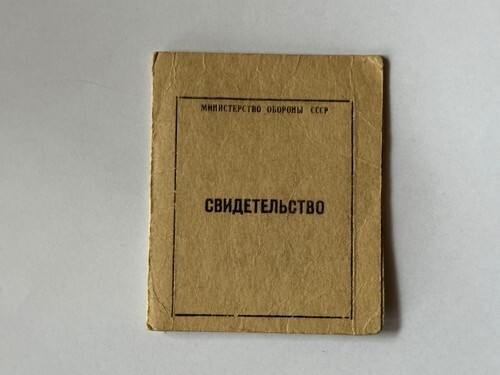 МИНИСТЕРСТВО ОБОРОНЫ СССР
СВИДЕТЕЛЬСТВО